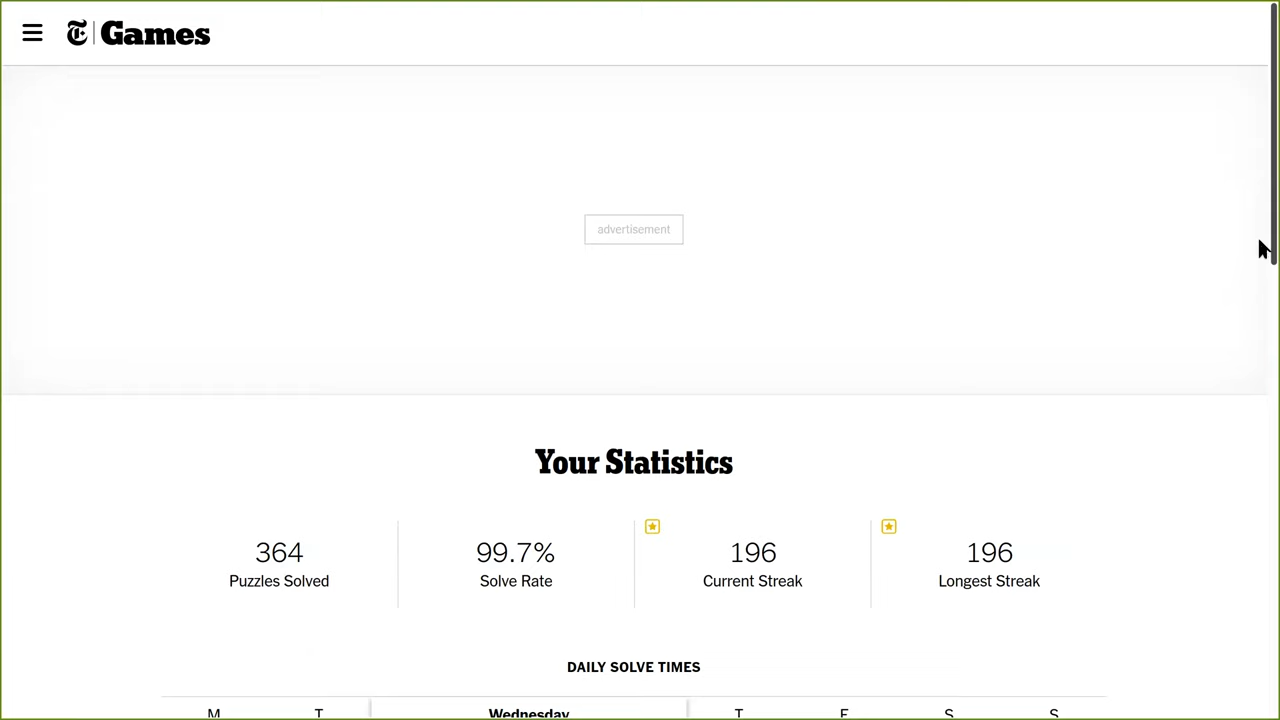 T Games
advertisement
Your Statistics
364
Puzzles Solved
99.7%
Solve Rate
196
Current Streak
196
Longest Streak
DAILY SOLVE TIMES
M T Wednesday T F S S